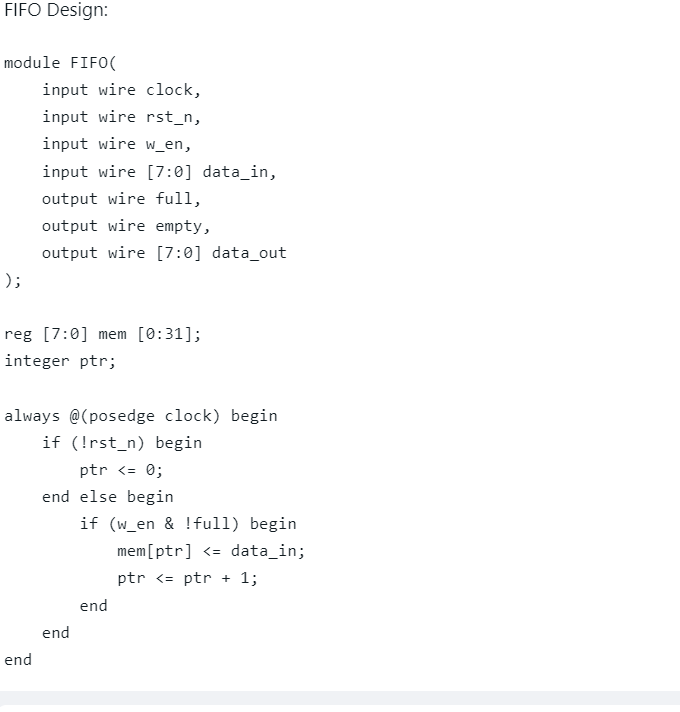 FIFO Design:
module FIFO(
    input wire clock,
    input wire rst_n,
    input wire w_en,
    input wire [7:0] data_in,
    output wire full,
    output wire empty,
    output wire [7:0] data_out
);
reg [7:0] mem [0:31];
integer ptr;
always @(posedge clock) begin
    if (!rst_n) begin
        ptr <= 0;
    end else begin
        if (w_en & !full) begin
            mem[ptr] <= data_in;
            ptr <= ptr + 1;
        end
    end
end